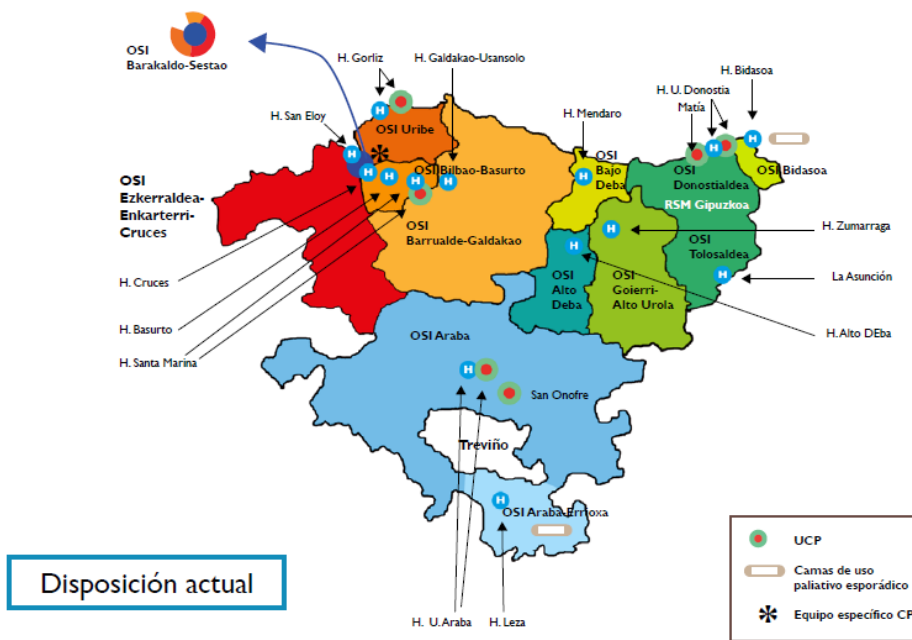 OSI
Barakaldo-Sestao
H. Gorliz
H. Galdakao-Usansolo
H. Bidasoa
H. U. Donostia
Matía
H. San Eloy
H. Mendaro
H
H
H
H
H
H
H
H
H
H
OSI Uribe
OSI Bilbao-Basurto
OSI
Bajo
Deba
OSI
Donostialdea
OSI Bidasoa
RSM Gipuzkoa
OSI
Ezkerraldea-
Enkarterri-
Cruces
OSI
Barrualde-Galdakao
H
H. Zumarraga
H
OSI
Tolosaldea
H
La Asunción
OSI
Alto
Deba
OSI
Goierri-
Alto Urola
H. Cruces
H. Basurto
H. Santa Marina
H. Alto DEba
OSI Araba
H
San Onofre
Treviño
H
OSI Araba-Errioxa
H. U. Araba
H. Leza
Disposición actual
UCP
Camas de uso
paliativo esporádico
Equipo específico CP